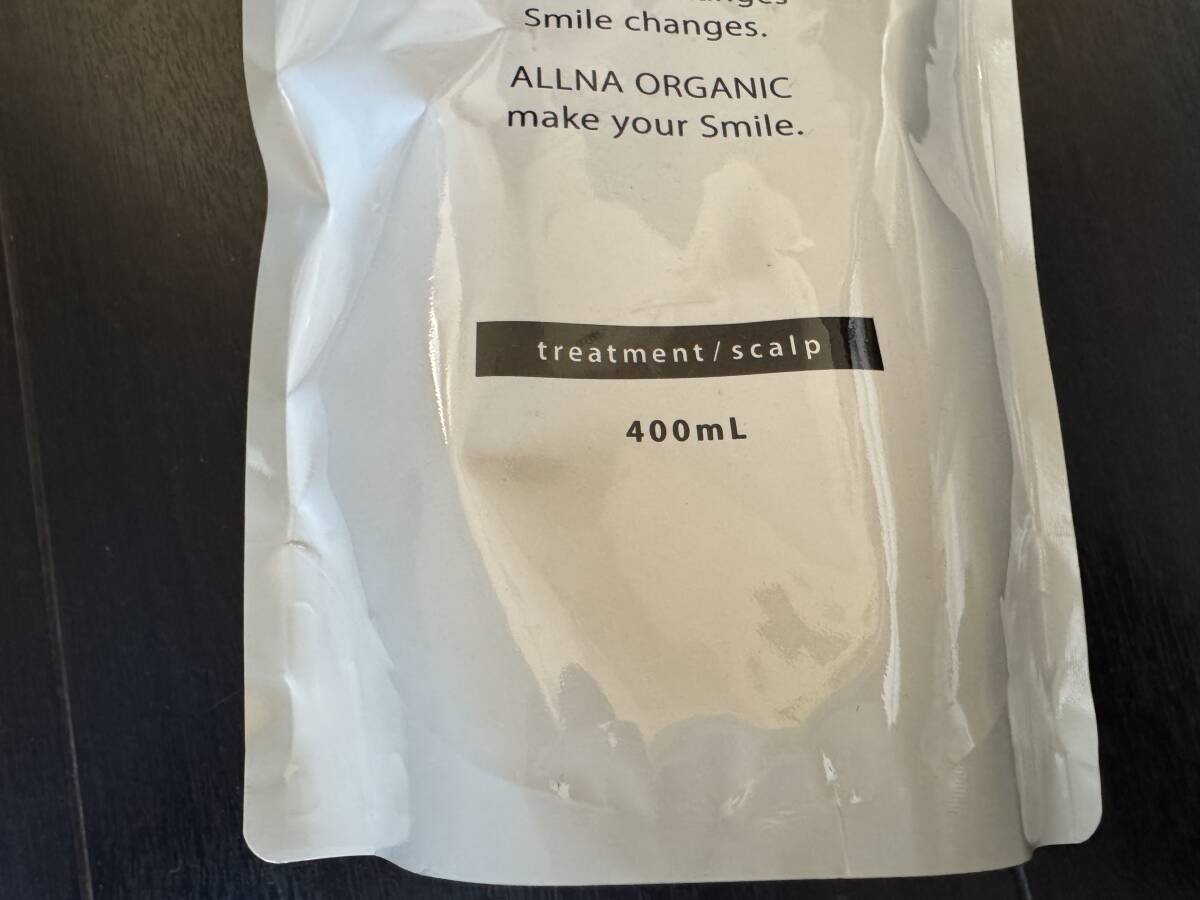 Smile changes.
ALLNA ORGANIC
make your Smile.
treatment/scalp
400mL